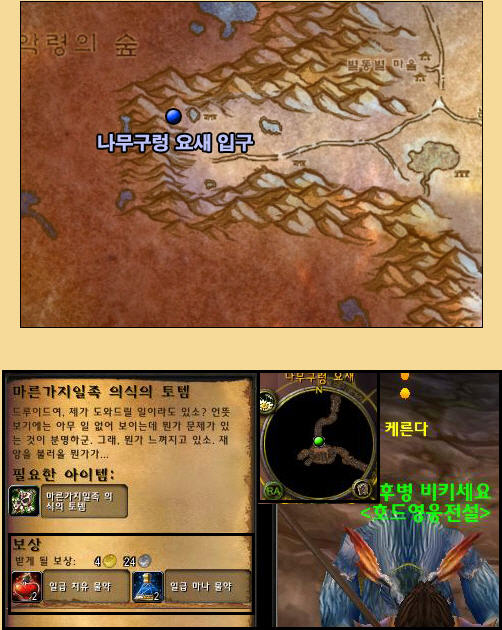 악령의 숲
별똥별 마을
나무구렁 요새 입구
마른가지일족 의식의 토템
드루이드여, 제가 도와드릴 일이라도 있소? 언뜻
보기에는 아무 일 없어 보이는데 뭔가 문제가 있
는 것이 분명하군. 그래, 뭔가 느껴지고 있소. 재
앙을 불러올 뭔가가...
필요한 아이템:
마른가지일족 의
식의 토템
보상
받게 될 보상: 4 24
일급 치유 물약
2
일급 마나 물약
2
나무구렁 요새
N
RA
케른다
후병 비키세요
<호드영웅전설>